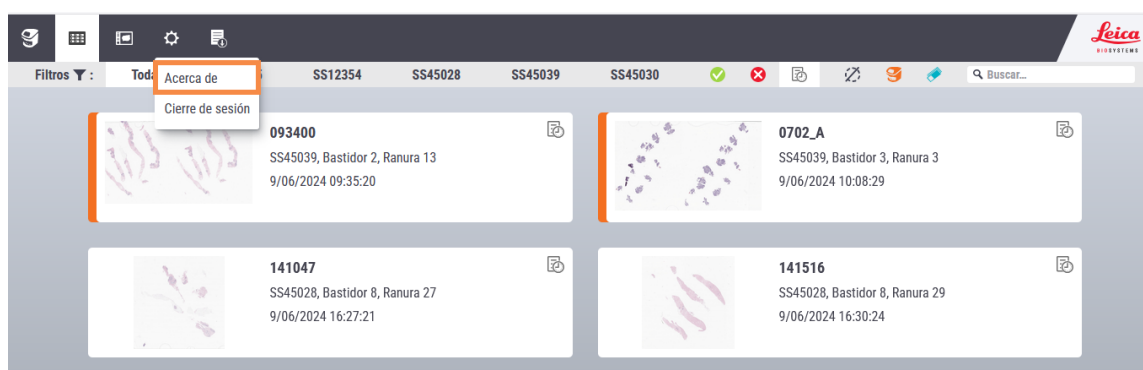 Leica
BIOSYSTEMS
Filtros :
SS12354
SS45028
SS45039
SS45030
Buscar...
Acerca de
Cierre de sesión
093400
SS45039, Bastidor 2, Ranura 13
9/06/2024 09:35:20
0702_A
SS45039, Bastidor 3, Ranura 3
9/06/2024 10:08:29
141047
SS45028, Bastidor 8, Ranura 27
9/06/2024 16:27:21
141516
SS45028, Bastidor 8, Ranura 29
9/06/2024 16:30:24